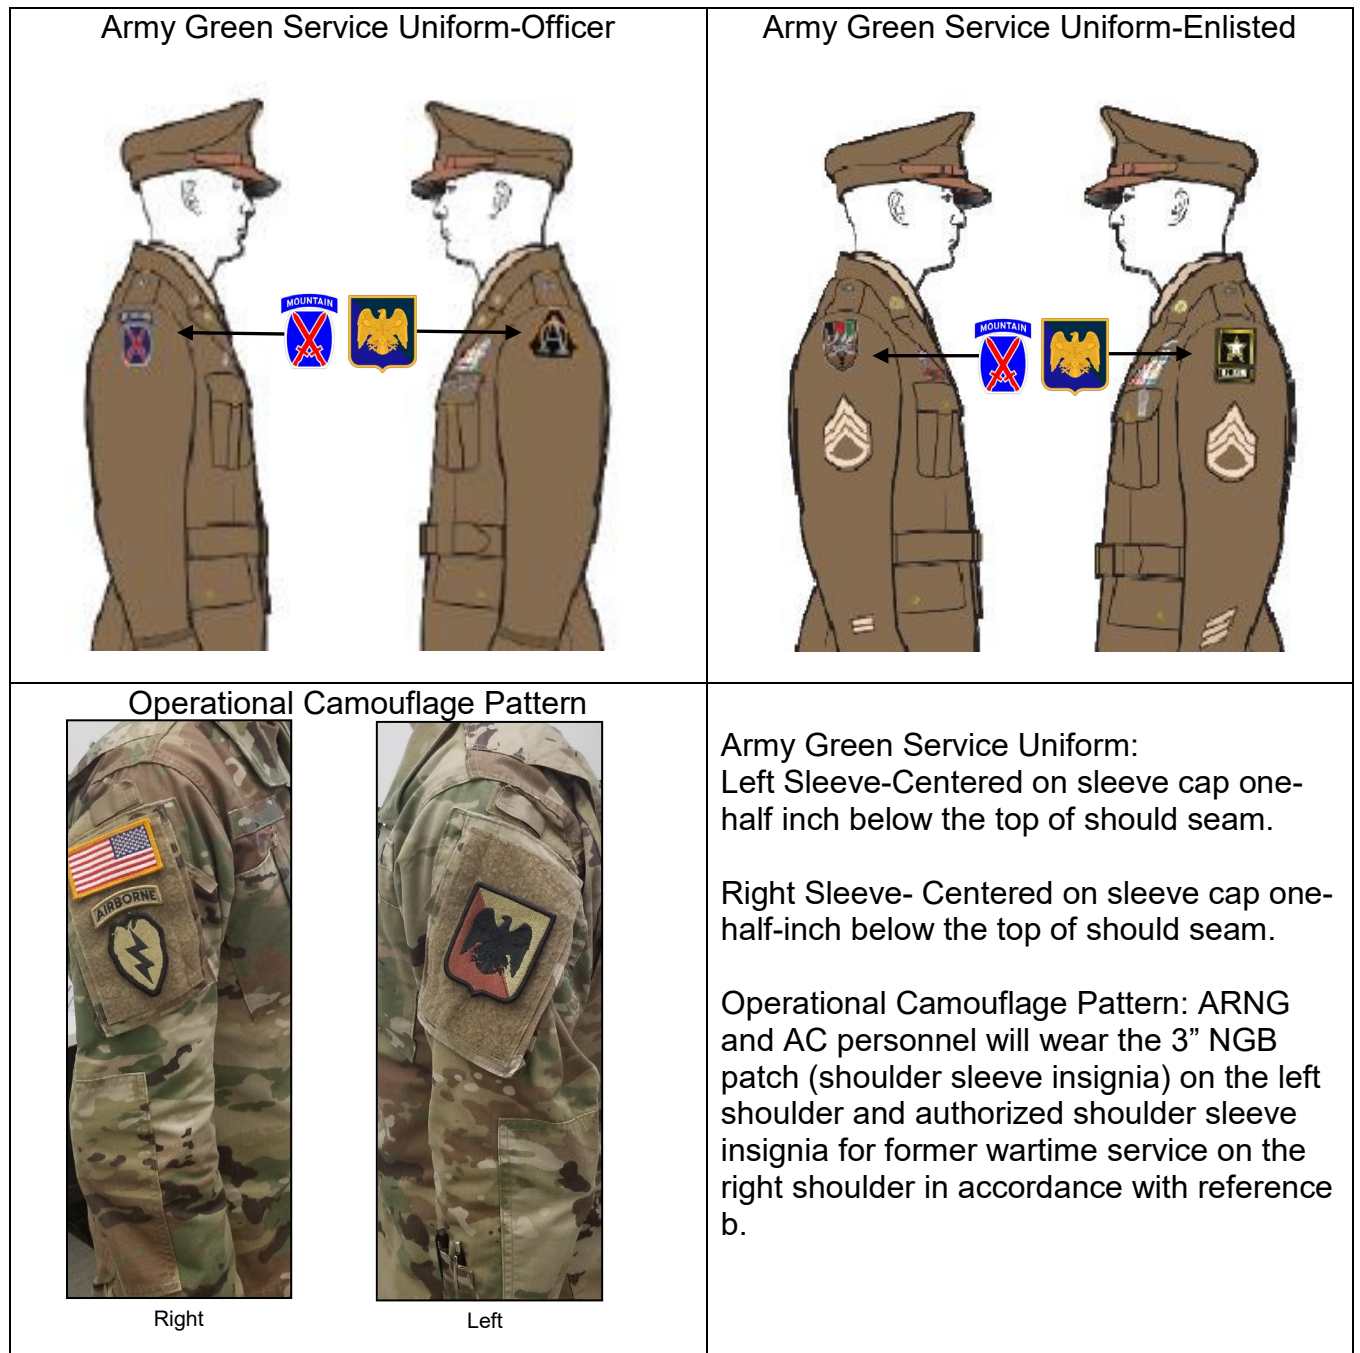 Army Green Service Uniform-Officer
MOUNTAIN
Army Green Service Uniform-Enlisted
MOUNTAIN
Operational Camouflage Pattern
AIRBORNE
Right
Left
Army Green Service Uniform:
Left Sleeve-Centered on sleeve cap one-
half inch below the top of should seam.
Right Sleeve- Centered on sleeve cap one-
half-inch below the top of should seam.
Operational Camouflage Pattern: ARNG
and AC personnel will wear the 3” NGB
patch (shoulder sleeve insignia) on the left
shoulder and authorized shoulder sleeve
insignia for former wartime service on the
right shoulder in accordance with reference
b.